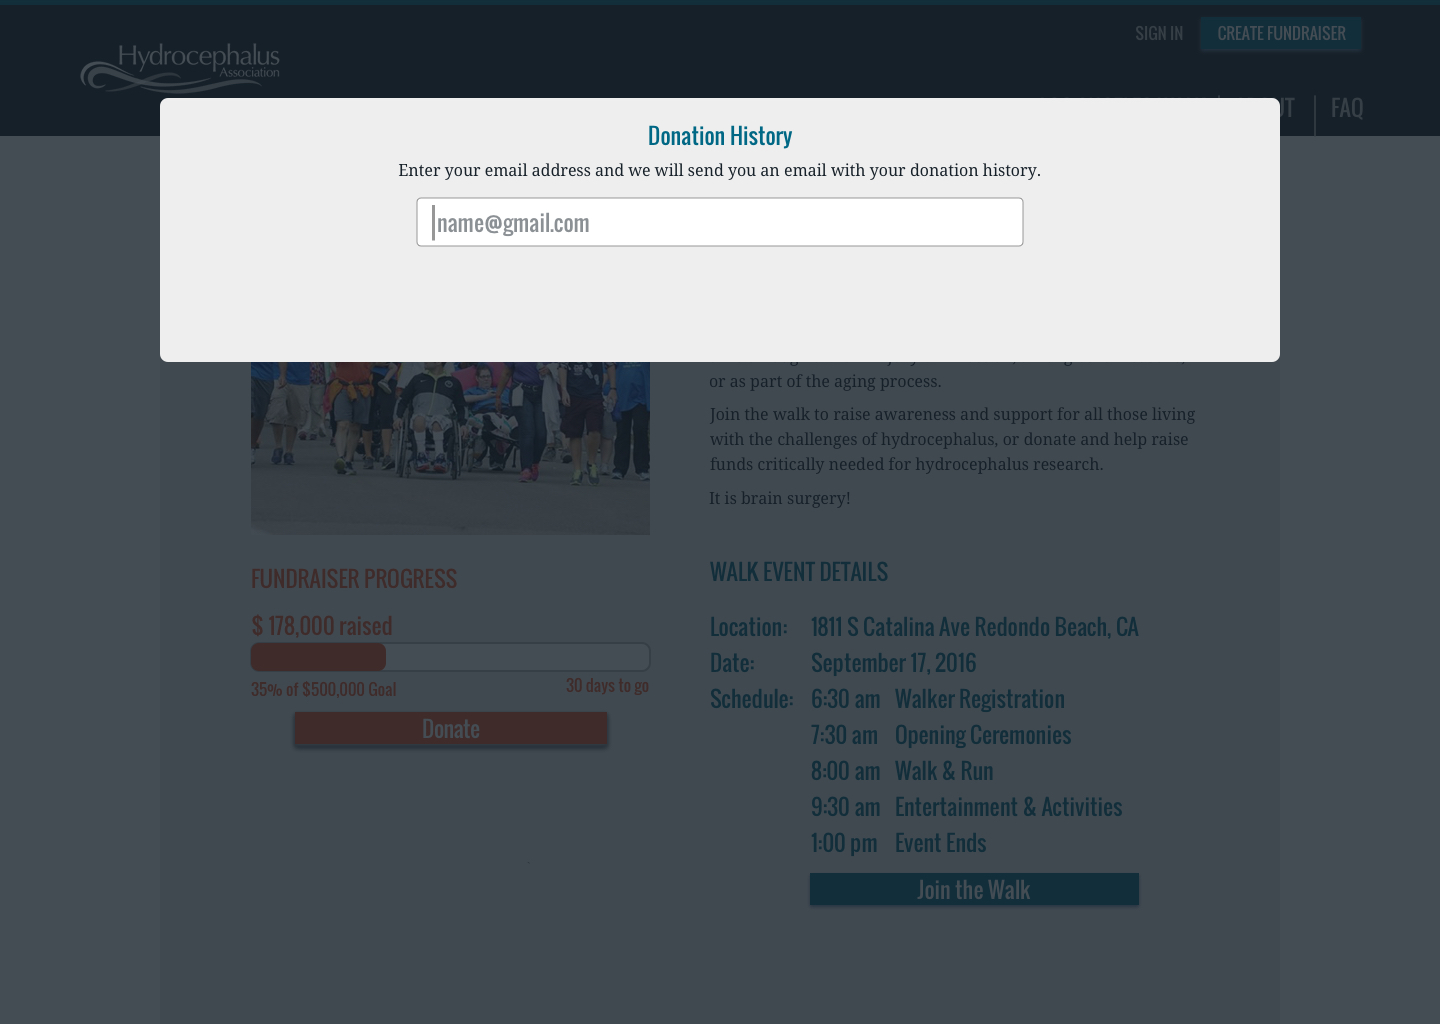 SIGN IN
CREATE FUNDRAISER
Hydrocephalus
Association
FAQ
Donation History
Enter your email address and we will send you an email with your donation history.
name@gmail.com
or as part of the aging process.
Join the walk to raise awareness and support for all those living
with the challenges of hydrocephalus, or donate and help raise
funds critically needed for hydrocephalus research.
It is brain surgery!
FUNDRAISER PROGRESS
$ 178,000 raised
35% of $500,000 Goal
30 days to go
Donate
WALK EVENT DETAILS
Location: 1811 S Catalina Ave Redondo Beach, CA
Date: September 17, 2016
Schedule: 6:30 am Walker Registration
7:30 am Opening Ceremonies
8:00 am Walk & Run
9:30 am Entertainment & Activities
1:00 pm Event Ends
Join the Walk